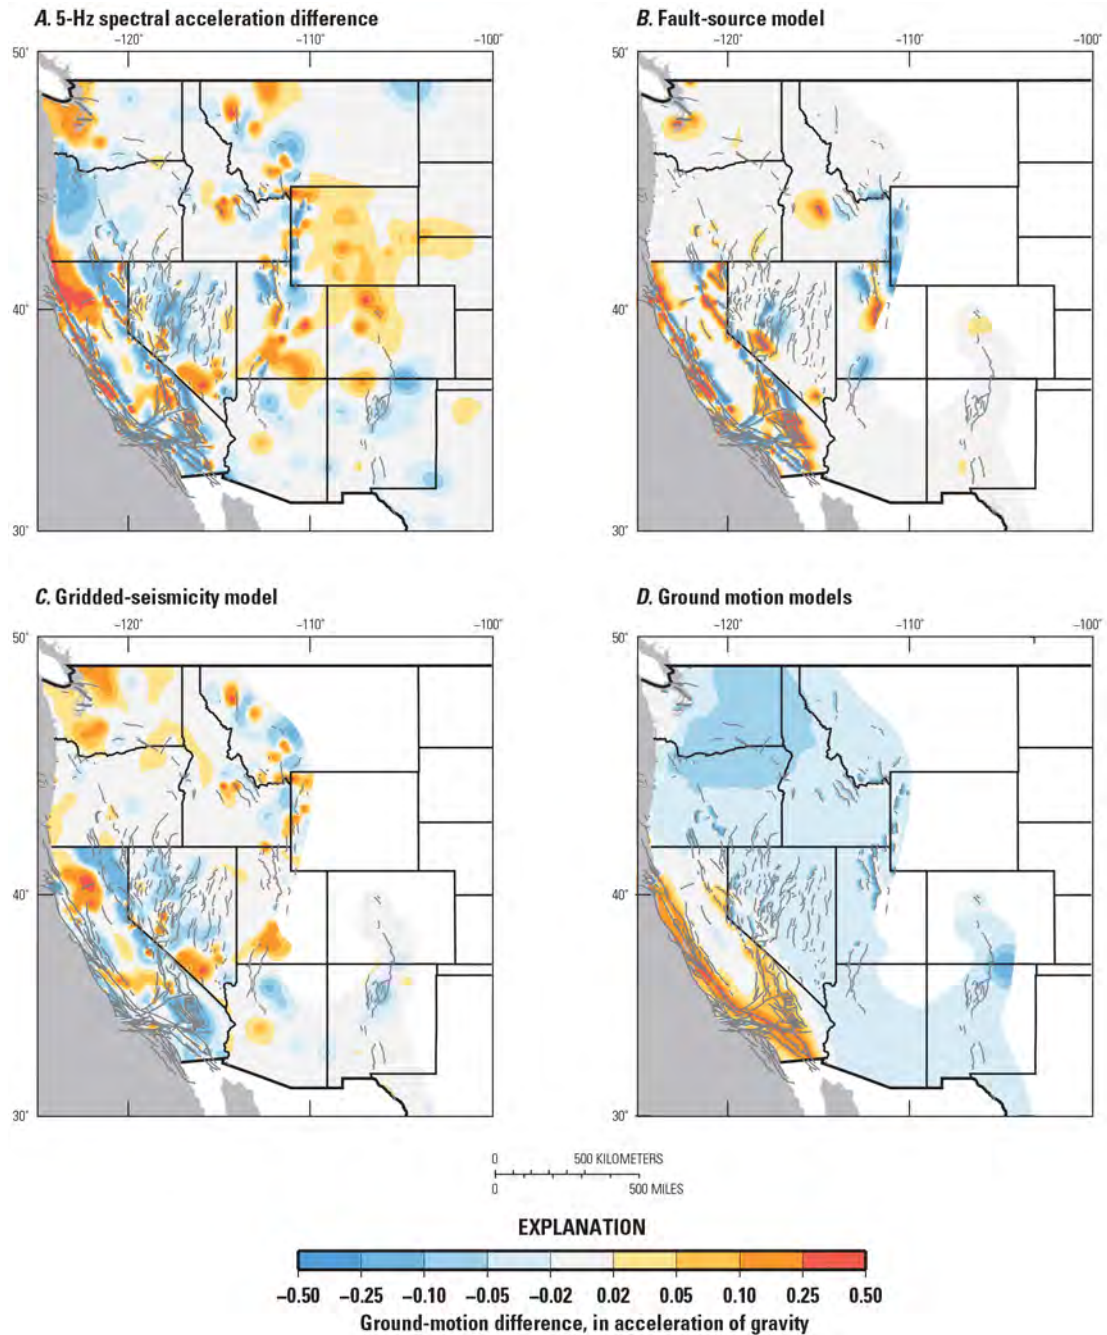 A. 5-Hz spectral acceleration difference
−120˚ −110˚ −100˚
50˚
40˚
30˚
B. Fault-source model
−120˚ −110˚ −100˚
50˚
40˚
30˚
C. Gridded-seismicity model
−120˚ −110˚ −100˚
50˚
40˚
30˚
D. Ground motion models
−120˚ −110˚ −100˚
50˚
40˚
30˚
0 500 KILOMETERS
0 500 MILES
EXPLANATION
−0.50 −0.25 −0.10 −0.05 −0.02 0.02 0.05 0.10 0.25 0.50
Ground-motion difference, in acceleration of gravity